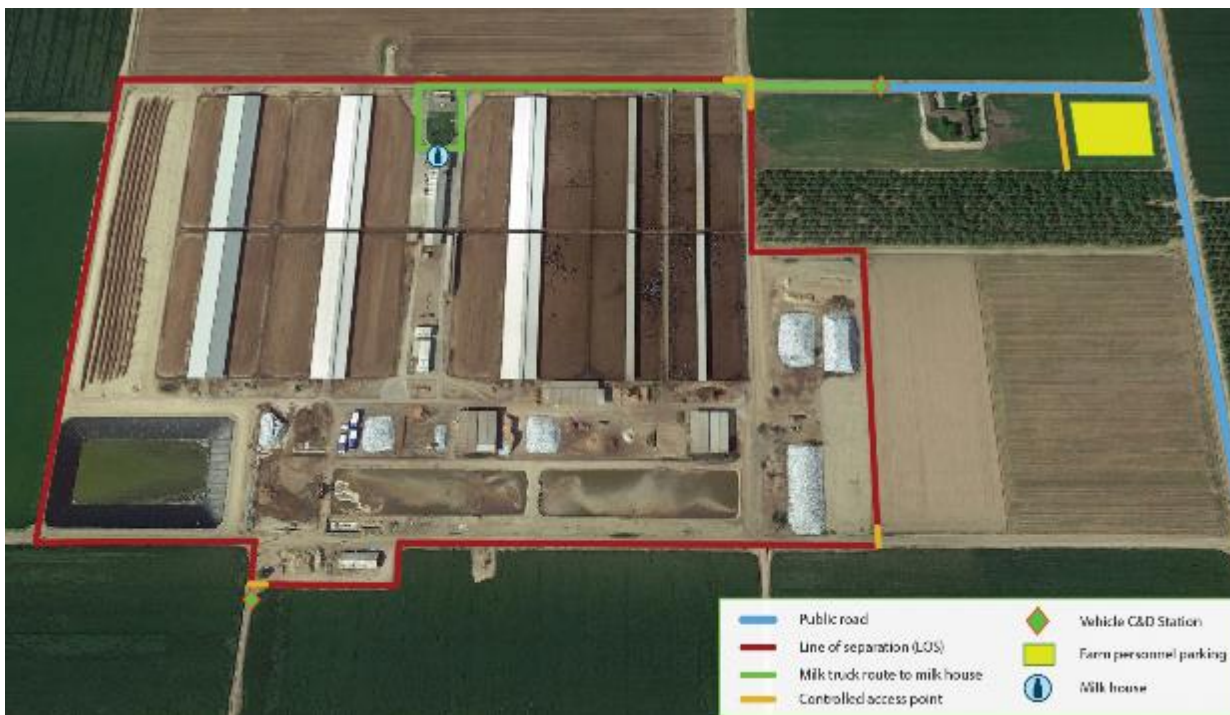 Public road
Line of separation (LOS)
Milk truck route to milk house
Controlled access point
Vehicle C&D Station
Farm personnel parking
Milk house